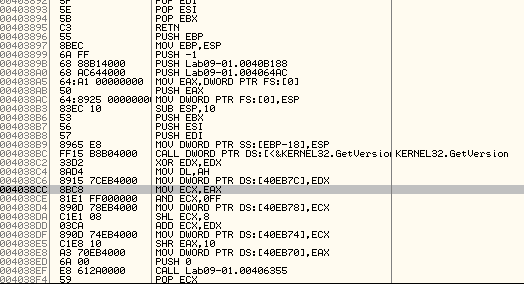 00403892 5F POP EDI
00403893 5E POP ESI
00403894 5B POP EBX
00403895 C3 RETN
00403896 55 PUSH EBP
00403897 8BEC MOV EBP,ESP
00403899 6A FF PUSH -1
0040389B 68 88B14000 PUSH Lab09-01.0040B188
004038A0 68 AC644000 PUSH Lab09-01.004064AC
004038A5 64:A1 00000000 MOV EAX,DWORD PTR FS:[0]
004038AB 50 PUSH EAX
004038AC 64:8925 0000000 MOV DWORD PTR FS:[0],ESP
004038B3 83EC 10 SUB ESP,10
004038B6 53 PUSH EBX
004038B7 56 PUSH ESI
004038B8 57 PUSH EDI
004038B9 8965 E8 MOV DWORD PTR SS:[EBP-18],ESP
004038BC FF15 B8B04000 CALL DWORD PTR DS:[<&KERNEL32.GetVersion KERNEL32.GetVersion
004038C2 33D2 XOR EDX,EDX
004038C4 8AD4 MOV DL,AH
004038C6 8915 7CEB4000 MOV DWORD PTR DS:[40EB7C],EDX
004038CC 8BC8 MOV ECX,EAX
004038CE 81E1 FF000000 AND ECX,0FF
004038D4 890D 78EB4000 MOV DWORD PTR DS:[40EB78],ECX
004038DA C1E1 08 SHL ECX,8
004038DD 03CA ADD ECX,EDX
004038DF 890D 74EB4000 MOV DWORD PTR DS:[40EB74],ECX
004038E5 C1E8 10 SHR EAX,10
004038E8 A3 70EB4000 MOV DWORD PTR DS:[40EB70],EAX
004038ED 6A 00 PUSH 0
004038EF E8 612A0000 CALL Lab09-01.00406355
004038F4 59 POP ECX